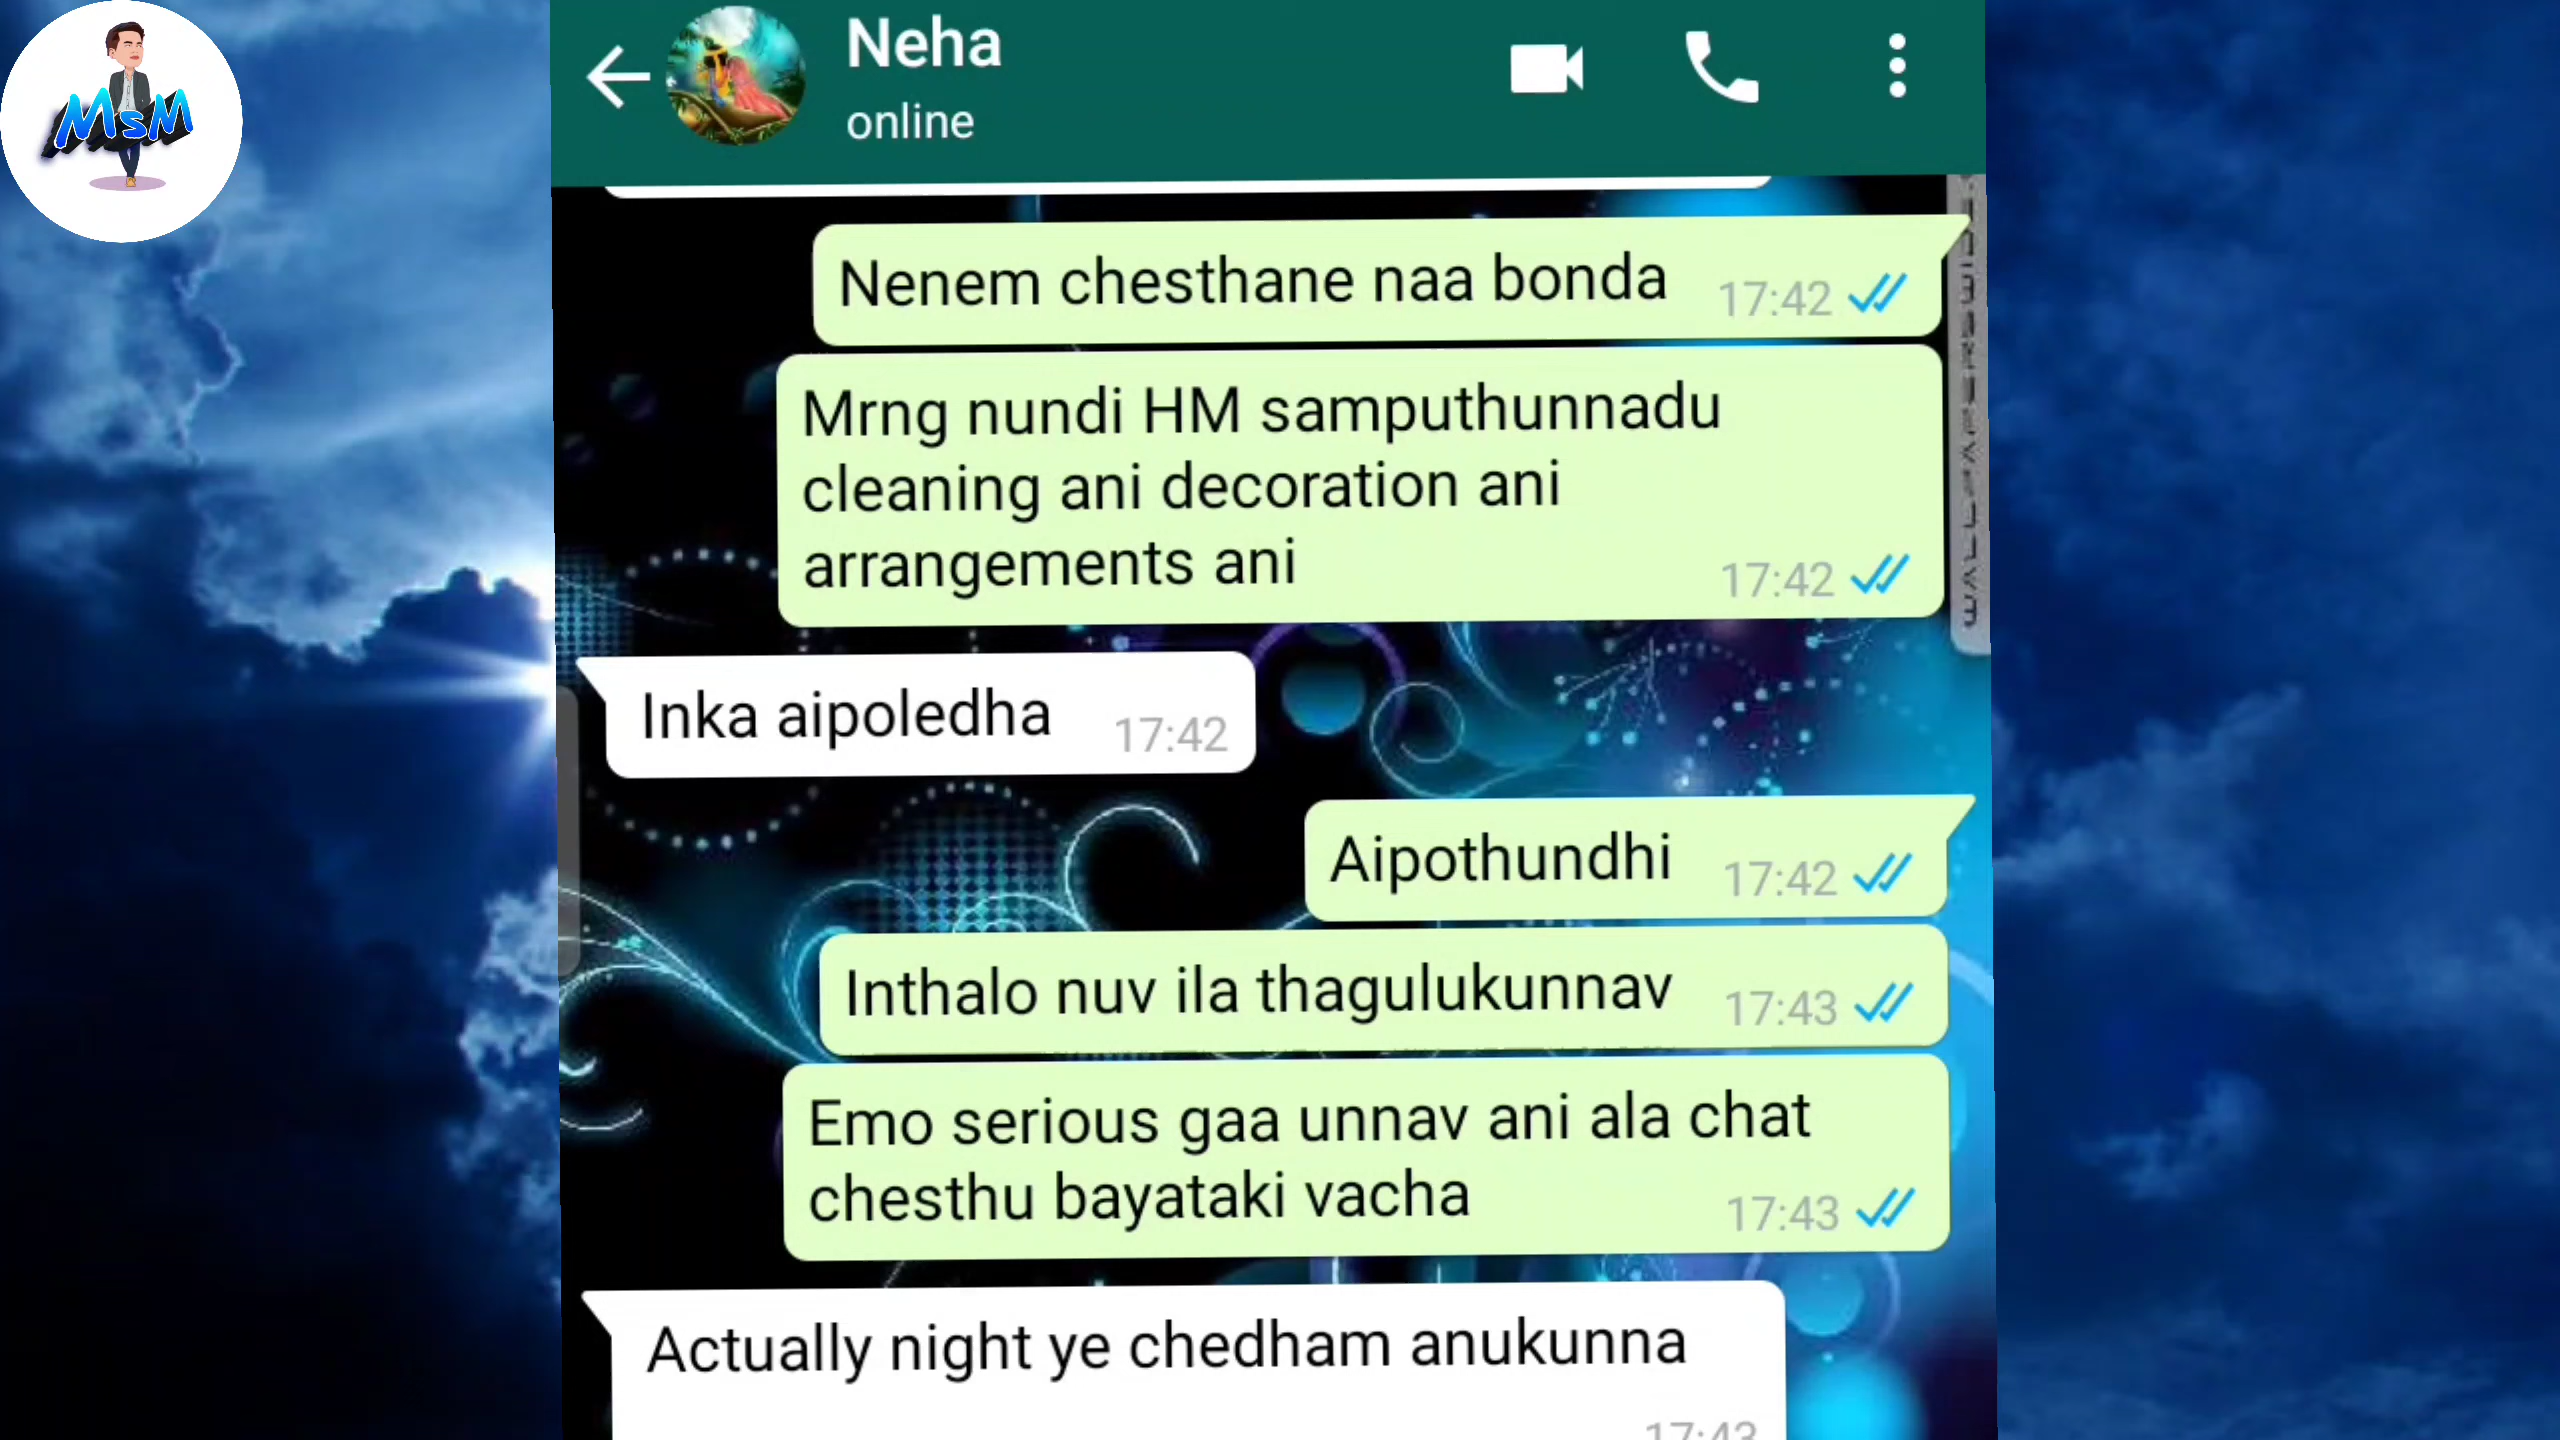 MsM
Neha
online
Nenem chesthane naa bonda 17:42
Mrng nundi HM samputhunnadu
cleaning ani decoration ani
arrangements ani 17:42
Inka aipoledha 17:42
Aipothundhi 17:42
Inthalo nuv ila thagulukunnav 17:43
Emo serious gaa unnav ani ala chat
chesthu bayataki vacha 17:43
Actually night ye chedham anukunna
17:43